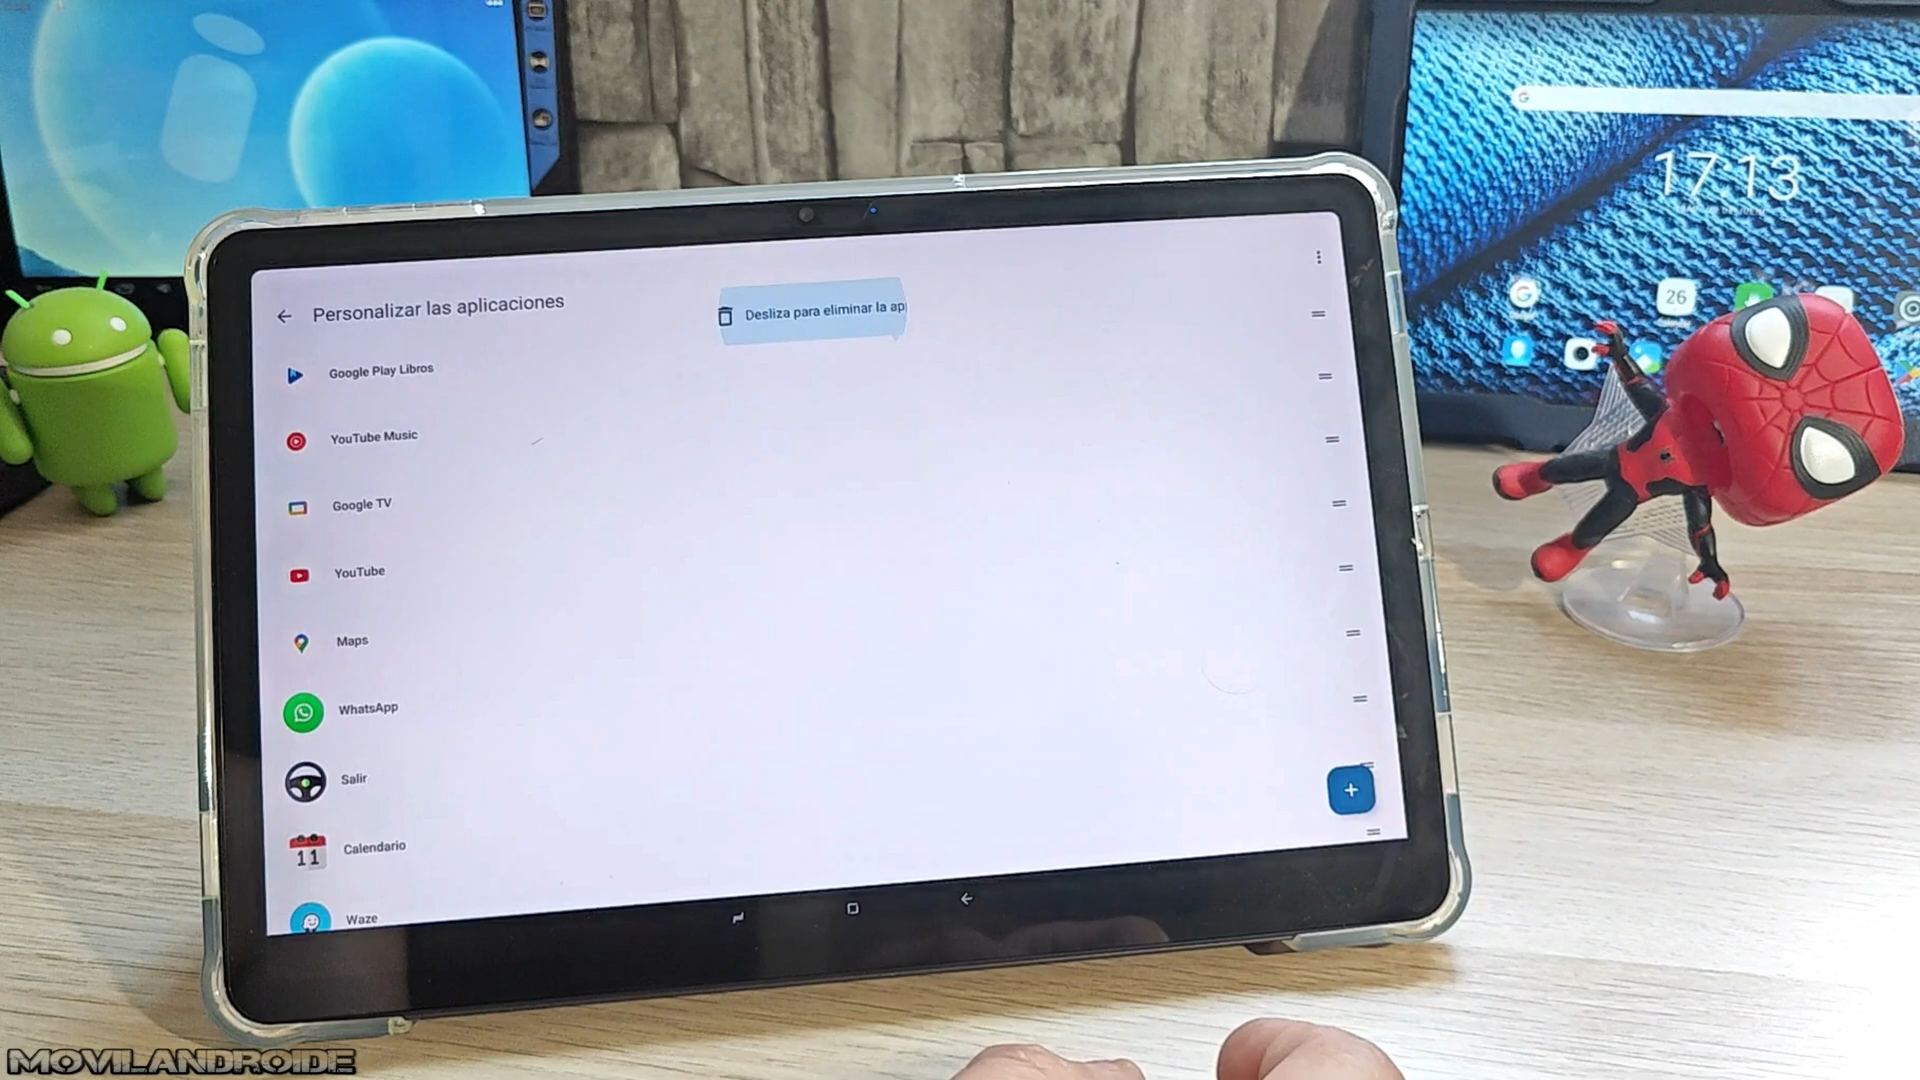 Personalizar las aplicaciones
Desliza para eliminar la ap
Google Play Libros
YouTube Music
Google TV
YouTube
Maps
WhatsApp
Salir
11
Calendario
Waze
17:13
26
MOVILANDROIDE